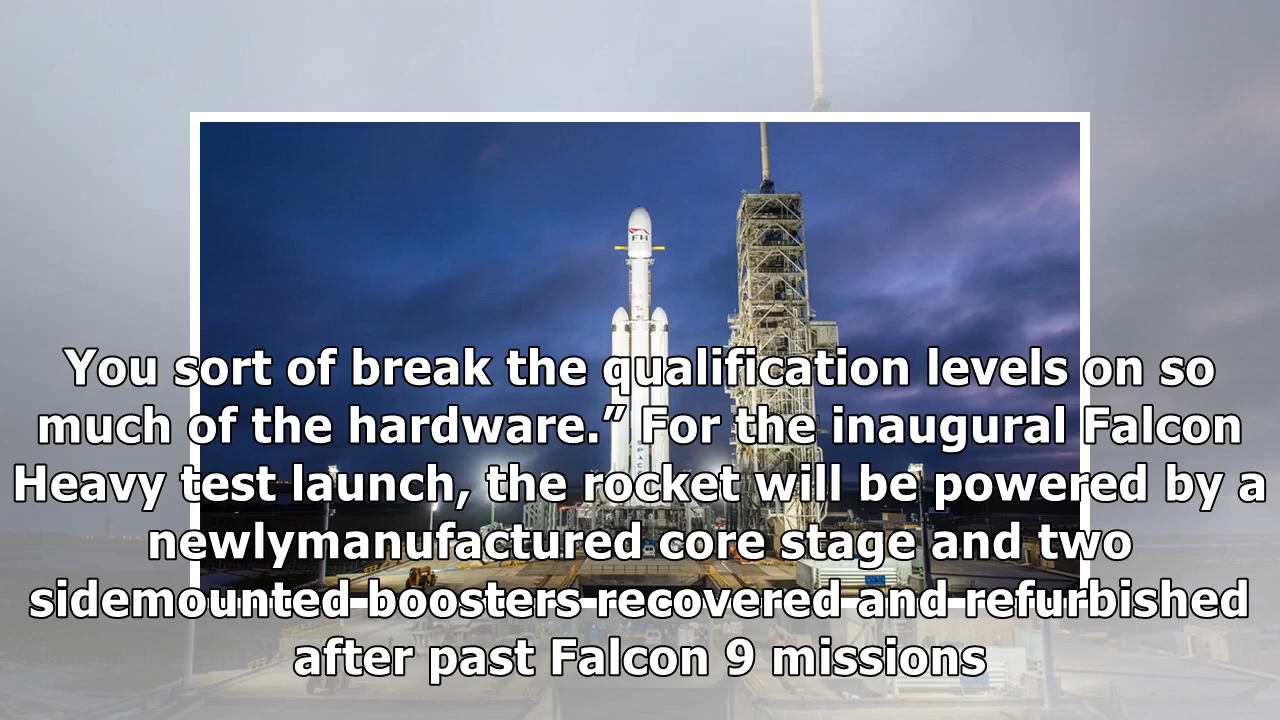 FH
You sort of break the qualification levels on so
much of the hardware.” For the inaugural Falcon
Heavy test launch, the rocket will be powered by a
newlymanufactured core stage and two
sidemounted boosters recovered and refurbished
after past Falcon 9 missions